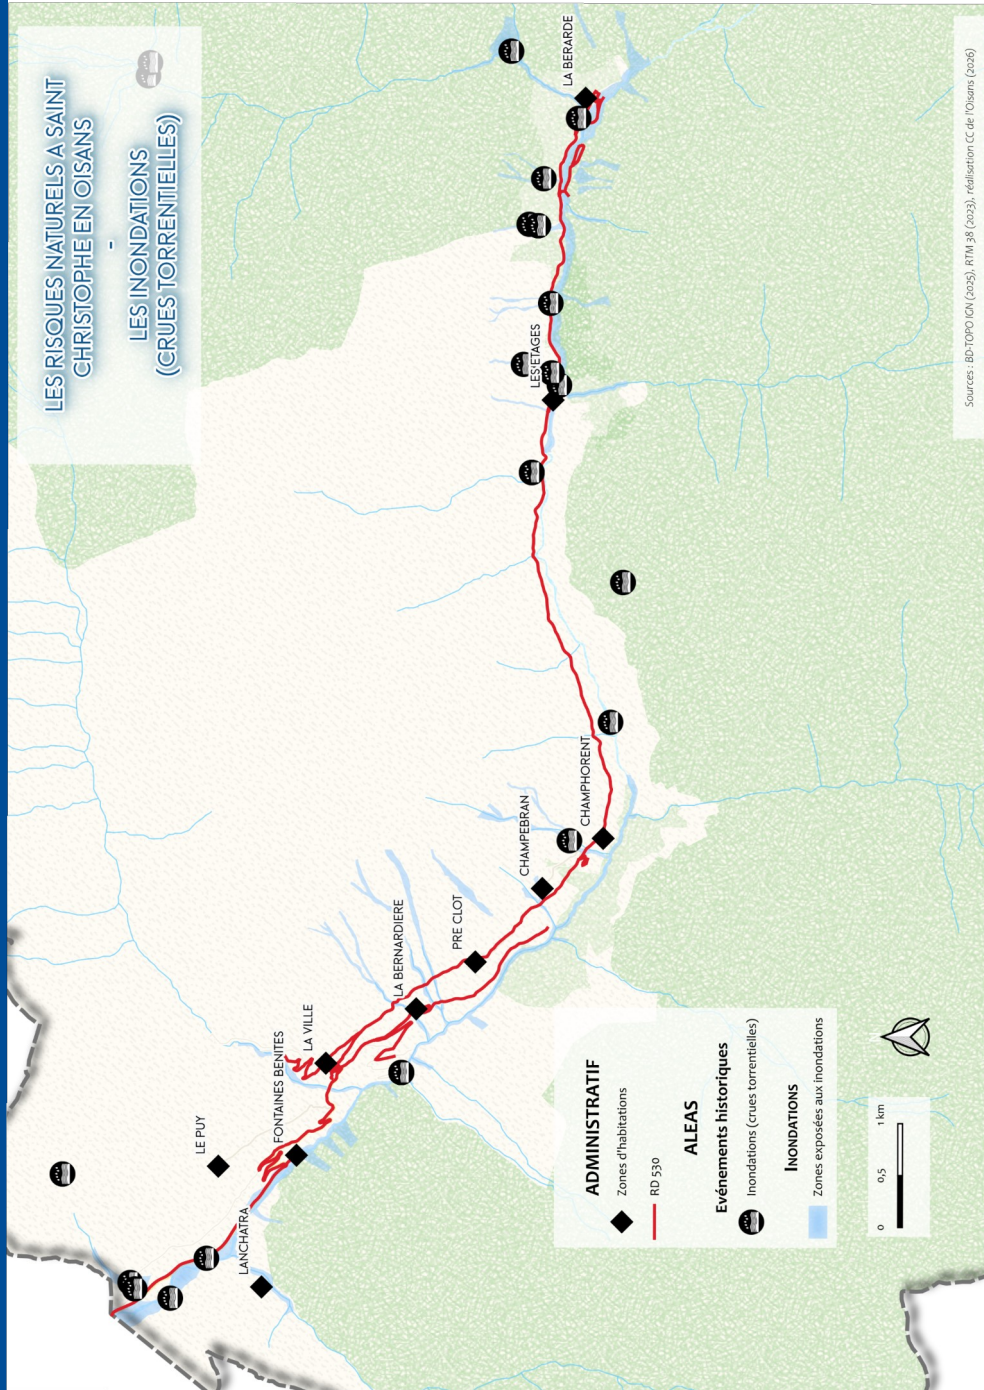 LES RISQUES NATURELS A SAINT
CHRISTOPHE EN OISANS
-
LES INONDATIONS
(CRUES TORRENTIELLES)
LE PUY
LANCHATRA
FONTAINES BENITES
LA VILLE
LA BERNARDIERE
PRE CLOT
CHAMPEBRAN
CHAMPHORENT
LES ETAGES
LA BERARDE
ADMINISTRATIF
Zones d'habitations
RD 530
ALEAS
Evénements historiques
Inondations (crues torrentielles)
INONDATIONS
Zones exposées aux inondations
0 0,5 1 km
Sources : BD-TOPO IGN (2025), RTM 38 (2023), réalisation CC de l'Oisans (2026)